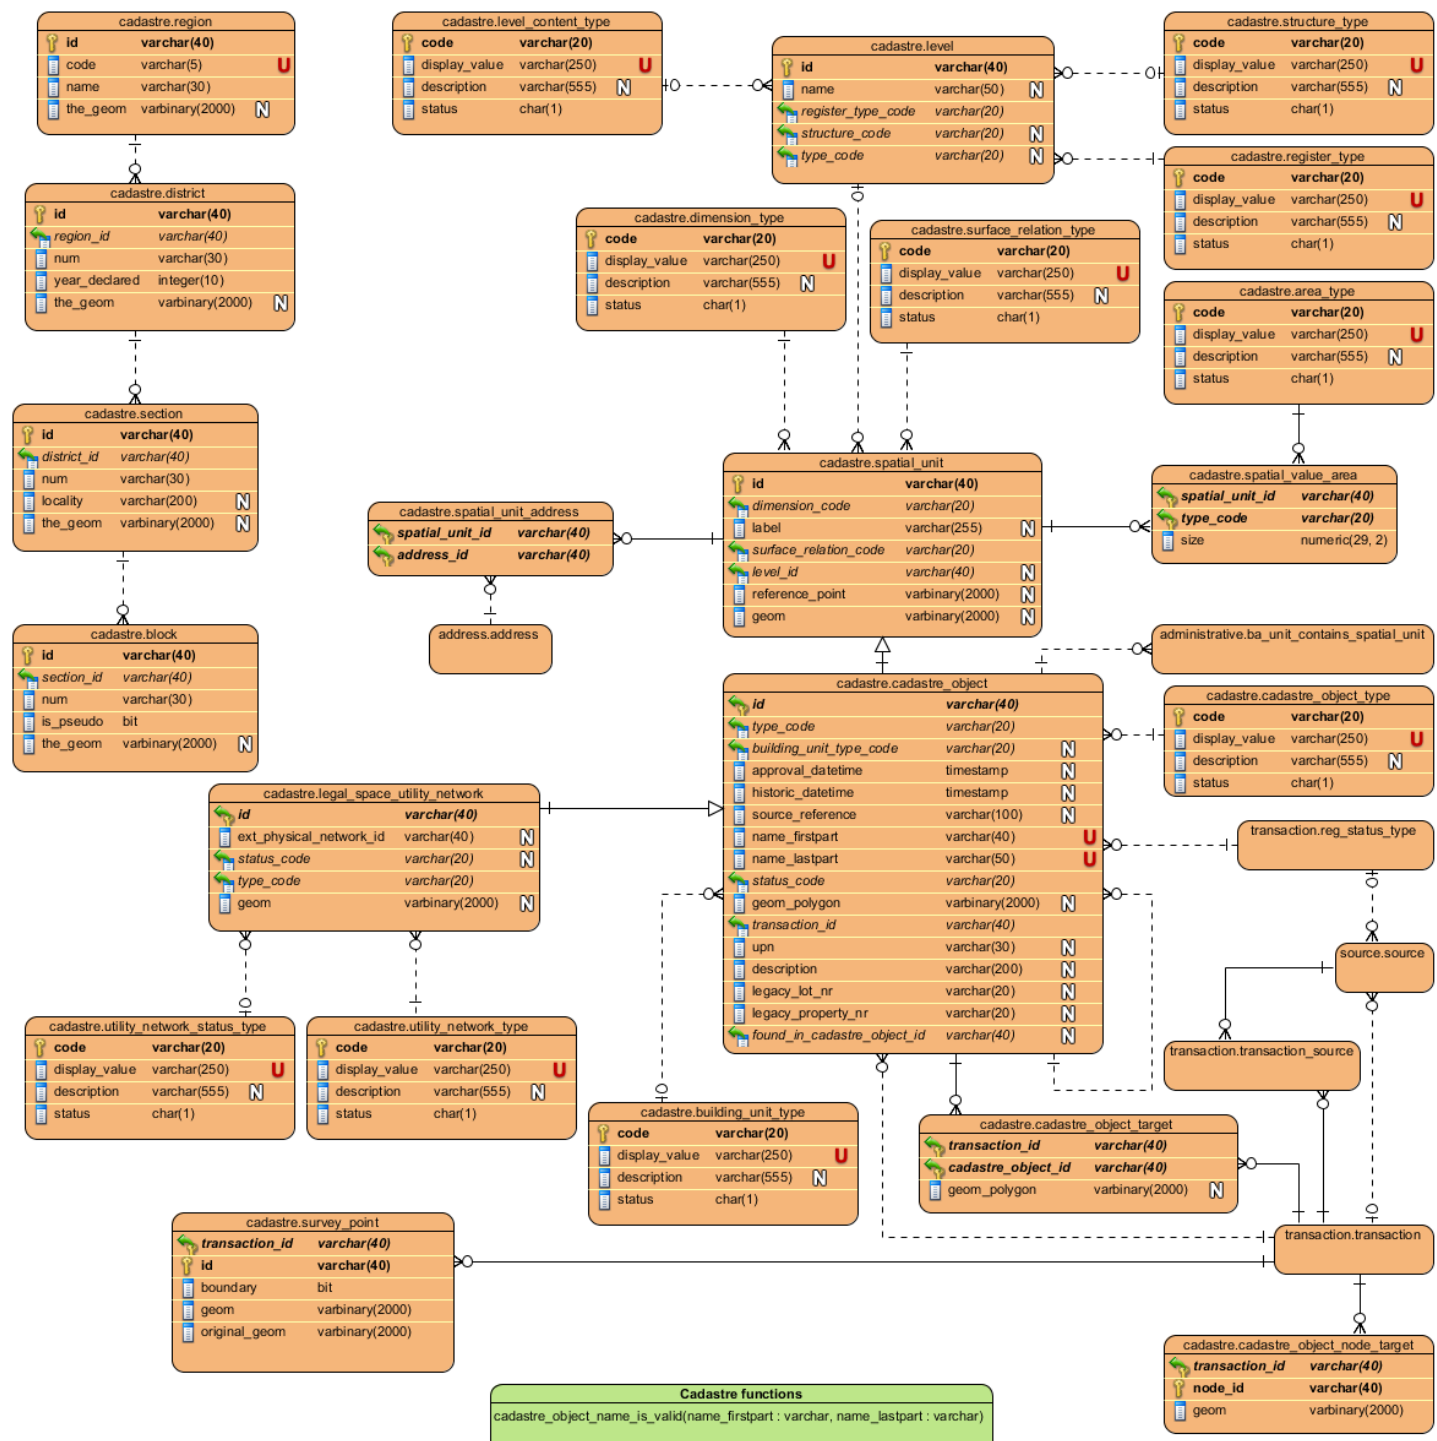 cadastre.region
id varchar(40)
code varchar(5) U
name varchar(30)
the_geom varbinary(2000) N
cadastre.level_content_type
code varchar(20)
display_value varchar(250) U
description varchar(555) N
status char(1)
cadastre.level
id varchar(40)
name varchar(50) N
register_type_code varchar(20)
structure_code varchar(20) N
type_code varchar(20) N
cadastre.structure_type
code varchar(20)
display_value varchar(250) U
description varchar(555) N
status char(1)
cadastre.register_type
code varchar(20)
display_value varchar(250) U
description varchar(555) N
status char(1)
cadastre.district
id varchar(40)
region_id varchar(40)
num varchar(30)
year_declared integer(10)
the_geom varbinary(2000) N
cadastre.dimension_type
code varchar(20)
display_value varchar(250) U
description varchar(555) N
status char(1)
cadastre.surface_relation_type
code varchar(20)
display_value varchar(250) U
description varchar(555) N
status char(1)
cadastre.area_type
code varchar(20)
display_value varchar(250) U
description varchar(555) N
status char(1)
cadastre.section
id varchar(40)
district_id varchar(40)
num varchar(30)
locality varchar(200) N
the_geom varbinary(2000) N
cadastre.spatial_unit_address
spatial_unit_id varchar(40)
address_id varchar(40)
cadastre.spatial_unit
id varchar(40)
dimension_code varchar(20)
label varchar(255) N
surface_relation_code varchar(20)
level_id varchar(40) N
reference_point varbinary(2000) N
geom varbinary(2000) N
cadastre.spatial_value_area
spatial_unit_id varchar(40)
type_code varchar(20)
size numeric(29, 2)
cadastre.block
id varchar(40)
section_id varchar(40)
num varchar(30)
is_pseudo bit
the_geom varbinary(2000) N
address.address
administrative.ba_unit_contains_spatial_unit
cadastre.cadastre_object
id varchar(40)
type_code varchar(20)
building_unit_type_code varchar(20) N
approval_datetime timestamp N
historic_datetime timestamp N
source_reference varchar(100) N
name_firstpart varchar(40) U
name_lastpart varchar(50) U
status_code varchar(20)
geom_polygon varbinary(2000) N
transaction_id varchar(40)
upn varchar(30) N
description varchar(200) N
legacy_lot_nr varchar(20) N
legacy_property_nr varchar(20) N
found_in_cadastre_object_id varchar(40) N
cadastre.cadastre_object_type
code varchar(20)
display_value varchar(250) U
description varchar(555) N
status char(1)
cadastre.legal_space_utility_network
id varchar(40)
ext_physical_network_id varchar(40) N
status_code varchar(20) N
type_code varchar(20)
geom varbinary(2000) N
transaction.reg_status_type
source.source
transaction.transaction_source
cadastre.utility_network_status_type
code varchar(20)
display_value varchar(250) U
description varchar(555) N
status char(1)
cadastre.utility_network_type
code varchar(20)
display_value varchar(250) U
description varchar(555) N
status char(1)
cadastre.building_unit_type
code varchar(20)
display_value varchar(250) U
description varchar(555) N
status char(1)
cadastre.cadastre_object_target
transaction_id varchar(40)
cadastre_object_id varchar(40)
geom_polygon varbinary(2000) N
cadastre.survey_point
transaction_id varchar(40)
id varchar(40)
boundary bit
geom varbinary(2000)
original_geom varbinary(2000)
transaction.transaction
cadastre.cadastre_object_node_target
transaction_id varchar(40)
node_id varchar(40)
geom varbinary(2000)
Cadastre functions
cadastre_object_name_is_valid(name_firstpart : varchar, name_lastpart : varchar)